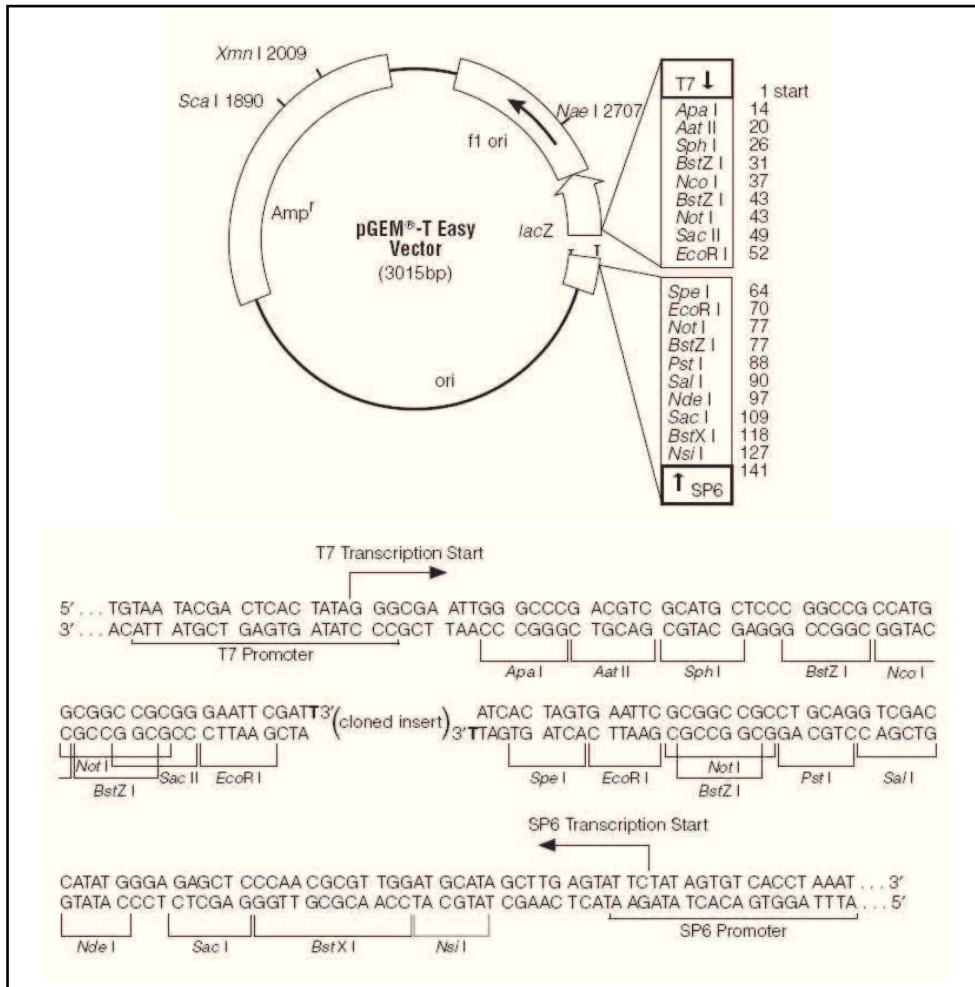 Xmn I 2009
Sca I 1890
Nae I 2707
f1 ori
Ampr
pGEM®-T Easy
Vector
(3015bp)
lacZ
T
T
ori
T7 ↓
1 start
Apa I 14
Aat II 20
Sph I 26
BstZ I 31
Nco I 37
BstZ I 43
Not I 43
Sac II 49
EcoR I 52
Spe I 64
EcoR I 70
Not I 77
BstZ I 77
Pst I 88
Sal I 90
Nde I 97
Sac I 109
BstX I 118
Nsi I 127
141
↑ SP6
T7 Transcription Start
5′ . . . TGTAA TACGA CTCAC TATAG GGCGA ATTGG GCCCG ACGTC GCATG CTCCC GGCCG CCATG
3′ . . . ACATT ATGCT GAGTG ATATC CCGCT TAACC CGGGC TGCAG CGTAC GAGGG CCGGC GGTAC
T7 Promoter
Apa I
Aat II
Sph I
BstZ I
Nco I
GCGGC CGCGG GAATT CGATT3′ (cloned insert) ATCAC TAGTG AATTC GCGGC CGCCT GCAGG TCGAC
CGCCG GCGCC CTTAA GCTA 3′TTAGTG ATCAC TTAAG CGCCG GCGGA CGTCC AGCTG
Not I
BstZ I
Sac II
EcoR I
Spe I
EcoR I
Not I
BstZ I
Pst I
Sal I
SP6 Transcription Start
CATAT GGGA GAGCT CCCAA CGCGT TGGAT GCATA GCTTG AGTAT TCTAT AGTGT CACCT AAAT . . . 3′
GTATA CCCT CTCGA GGGTT GCGCA ACCTA CGTAT CGAAC TCATA AGATA TCACA GTGGA TTTA . . . 5′
Nde I
Sac I
BstX I
Nsi I
SP6 Promoter